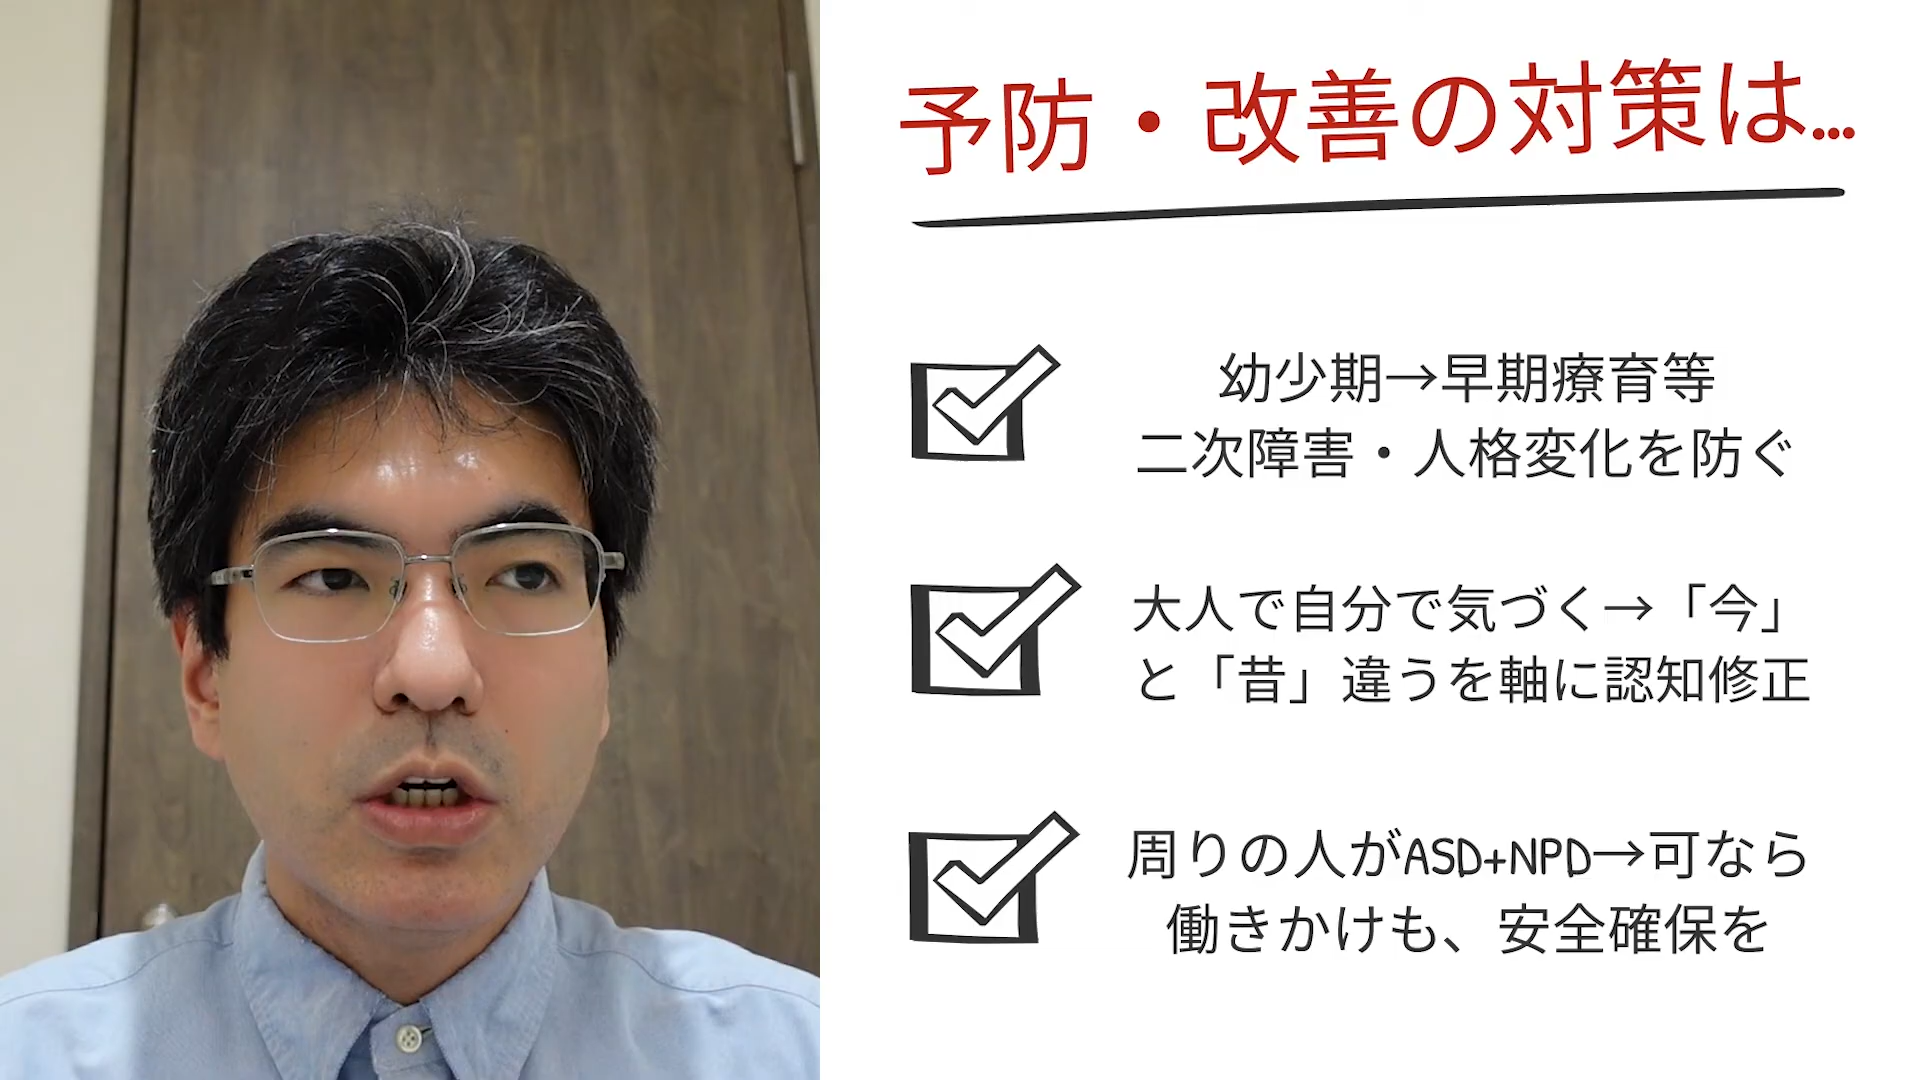 予防・改善の対策は...
幼少期→早期療育等
二次障害・人格変化を防ぐ
大人で自分で気づく→「今」
と「昔」違うを軸に認知修正
周りの人がASD+NPD→可なら
働きかけも、安全確保を